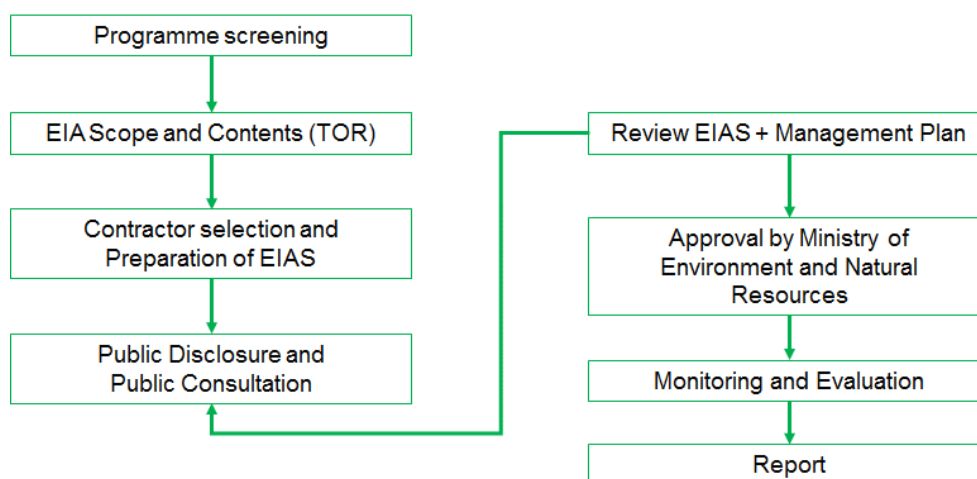 Programme screening
EIA Scope and Contents (TOR)
Contractor selection and
Preparation of EIAS
Public Disclosure and
Public Consultation
Review EIAS + Management Plan
Approval by Ministry of
Environment and Natural
Resources
Monitoring and Evaluation
Report